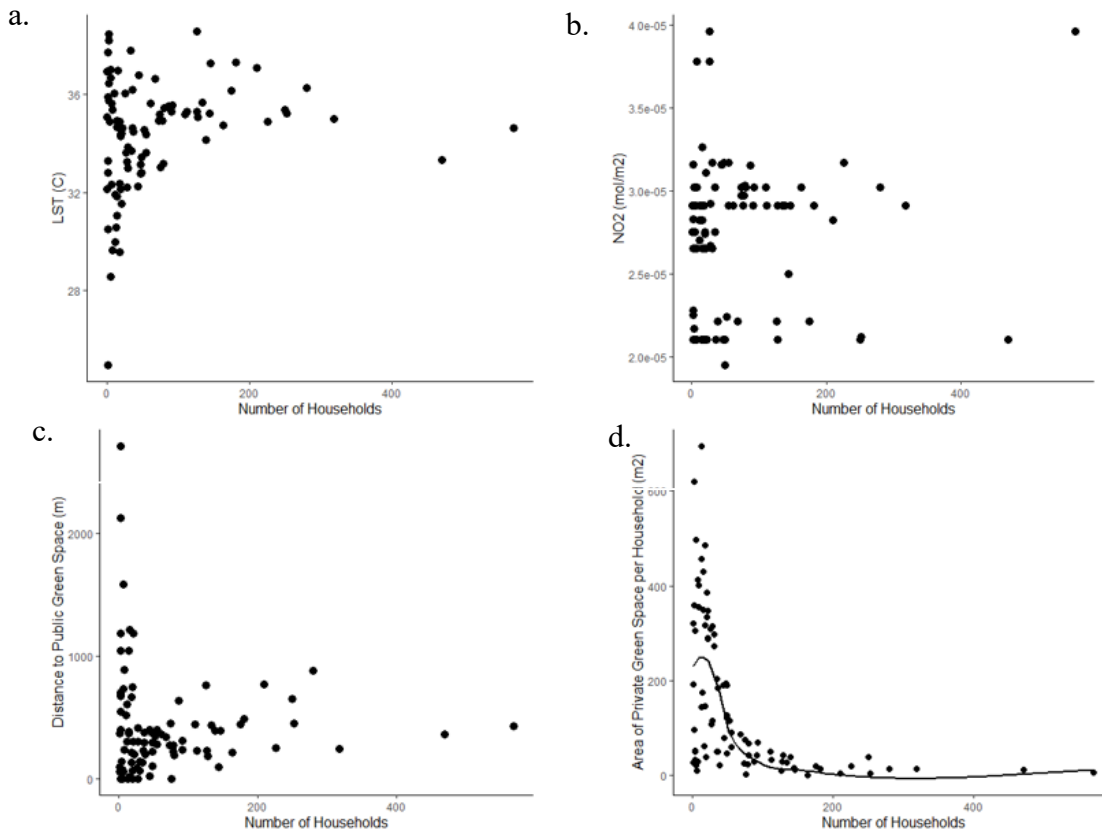 a.
LST (C)
36
32
28
0
200
400
Number of Households
b.
NO2 (mol/m2)
4.0e-05
3.5e-05
3.0e-05
2.5e-05
2.0e-05
0
200
400
Number of Households
c.
Distance to Public Green Space (m)
2000
1000
0
0
200
400
Number of Households
d.
Area of Private Green Space per Household (m2)
600
400
200
0
0
200
400
Number of Households